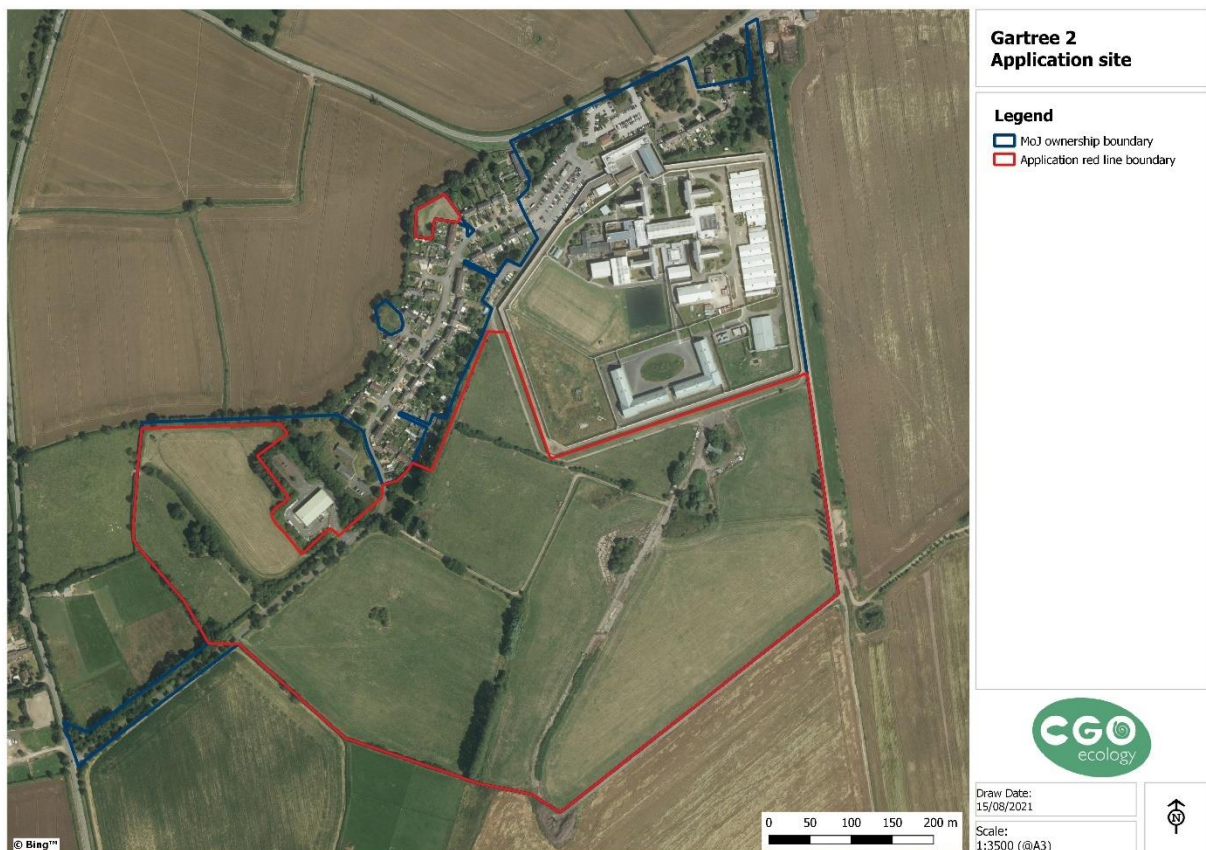 Gartree 2
Application site
Legend
MoJ ownership boundary
Application red line boundary
CGO
ecology
Draw Date:
15/08/2021
Scale:
1:3500 (@A3)
N
0 50 100 150 200 m
© Bing™